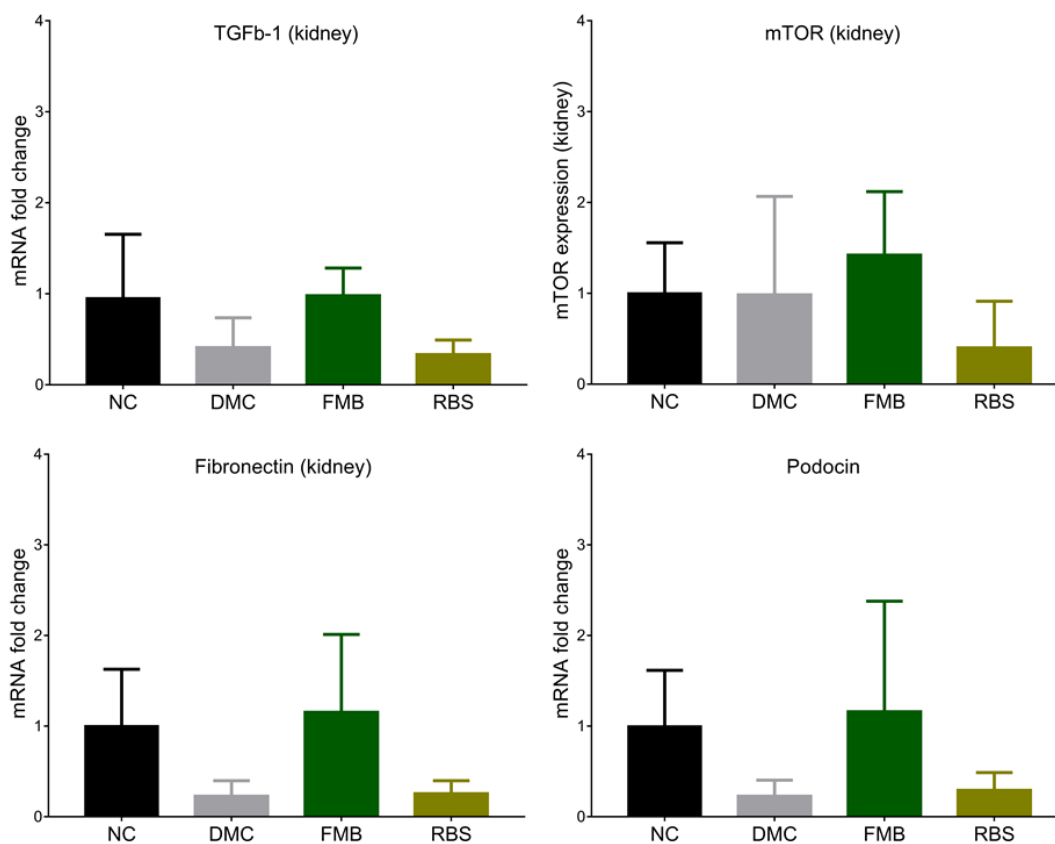 TGFb-1 (kidney)
mRNA fold change
4
3
2
1
0
NC DMC FMB RBS
mTOR (kidney)
mTOR expression (kidney)
4
3
2
1
0
NC DMC FMB RBS
Fibronectin (kidney)
mRNA fold change
4
3
2
1
0
NC DMC FMB RBS
Podocin
mRNA fold change
4
3
2
1
0
NC DMC FMB RBS